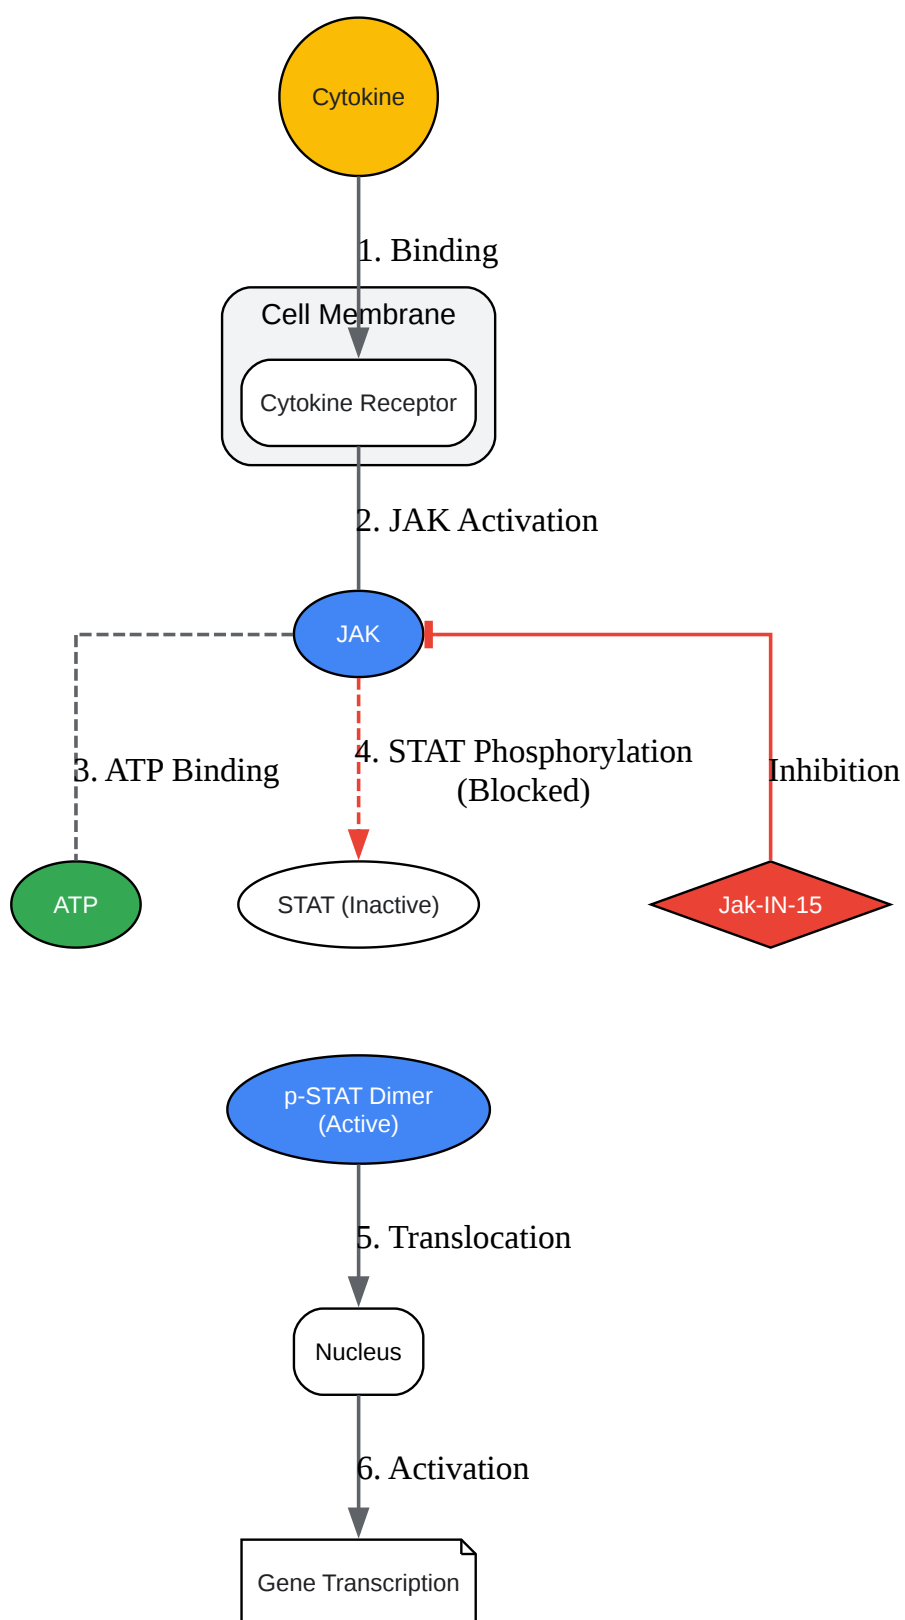 Cytokine
1. Binding
Cell Membrane
Cytokine Receptor
2. JAK Activation
JAK
3. ATP Binding
4. STAT Phosphorylation
(Blocked)
Inhibition
ATP
STAT (Inactive)
Jak-IN-15
p-STAT Dimer
(Active)
5. Translocation
Nucleus
6. Activation
Gene Transcription